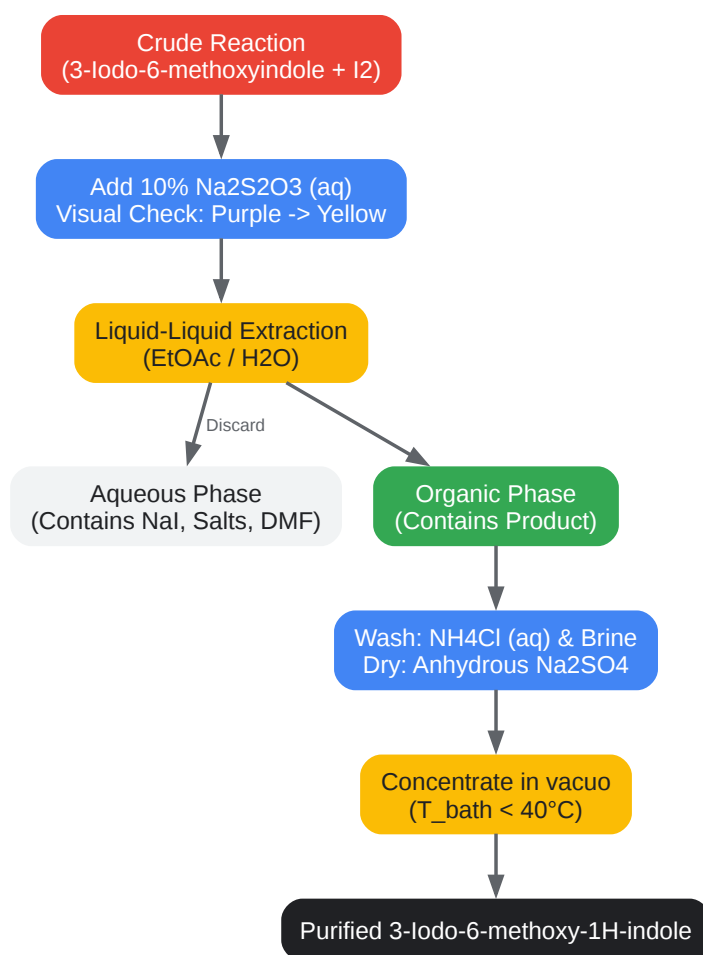 Crude Reaction
(3-Iodo-6-methoxyindole + I2)
Add 10% Na2S2O3 (aq)
Visual Check: Purple -> Yellow
Liquid-Liquid Extraction
(EtOAc / H2O)
Discard
Aqueous Phase
(Contains NaI, Salts, DMF)
Organic Phase
(Contains Product)
Wash: NH4Cl (aq) & Brine
Dry: Anhydrous Na2SO4
Concentrate in vacuo
(T_bath < 40°C)
Purified 3-Iodo-6-methoxy-1H-indole